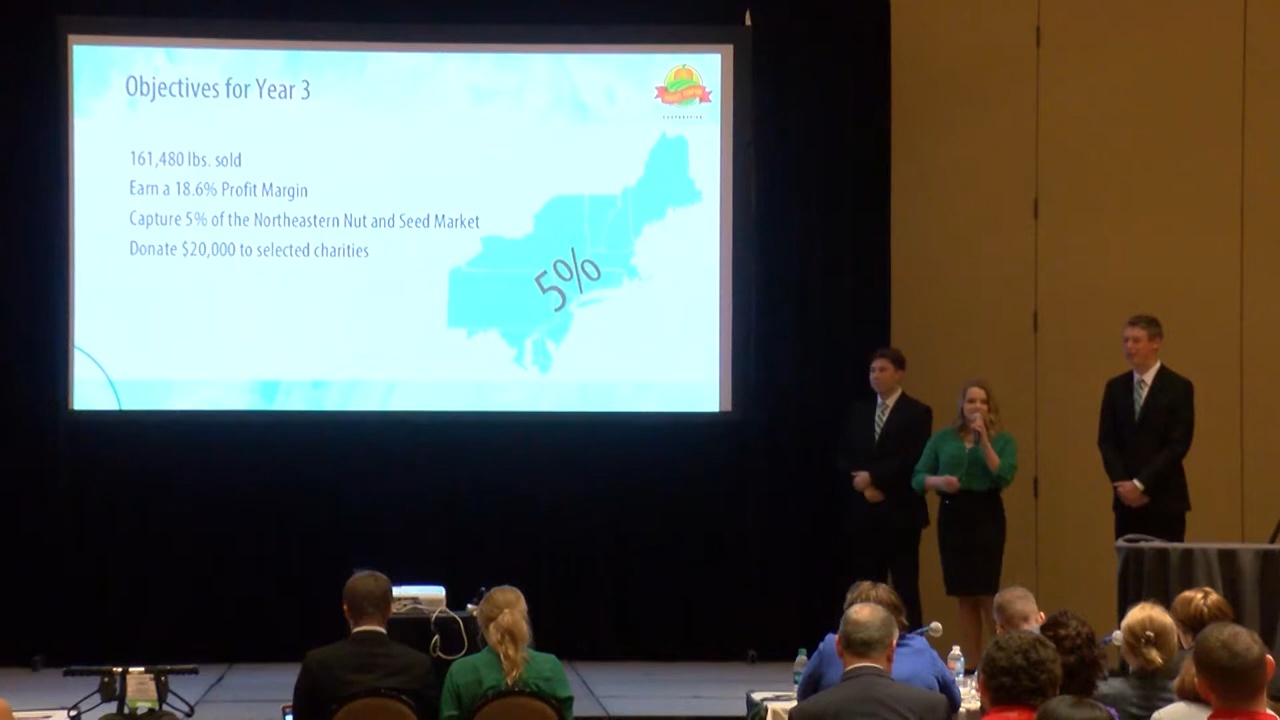 Objectives for Year 3
161,480 lbs. sold
Earn a 18.6% Profit Margin
Capture 5% of the Northeastern Nut and Seed Market
Donate $20,000 to selected charities
5%
COOPERATIVE